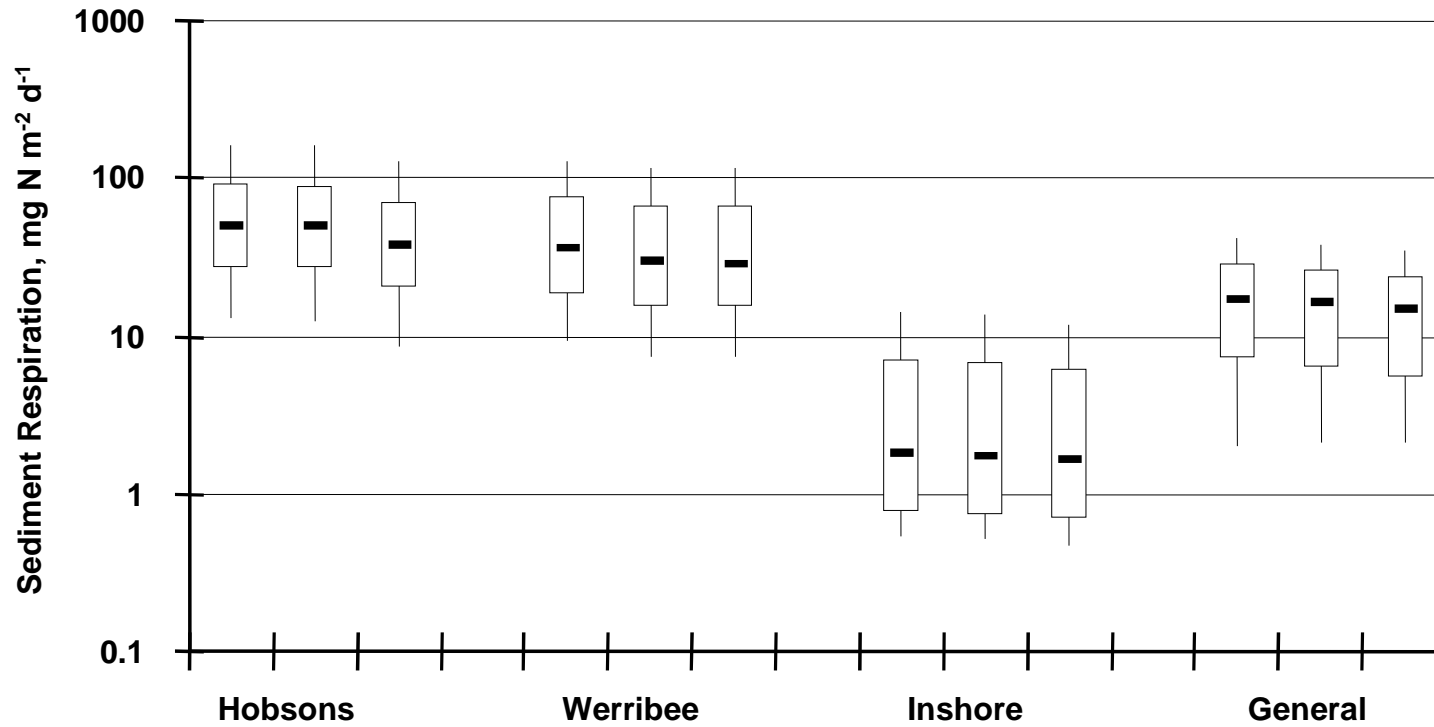 Sediment Respiration, mg N m⁻² d⁻¹
1000
100
10
1
0.1
Hobsons Werribee Inshore General